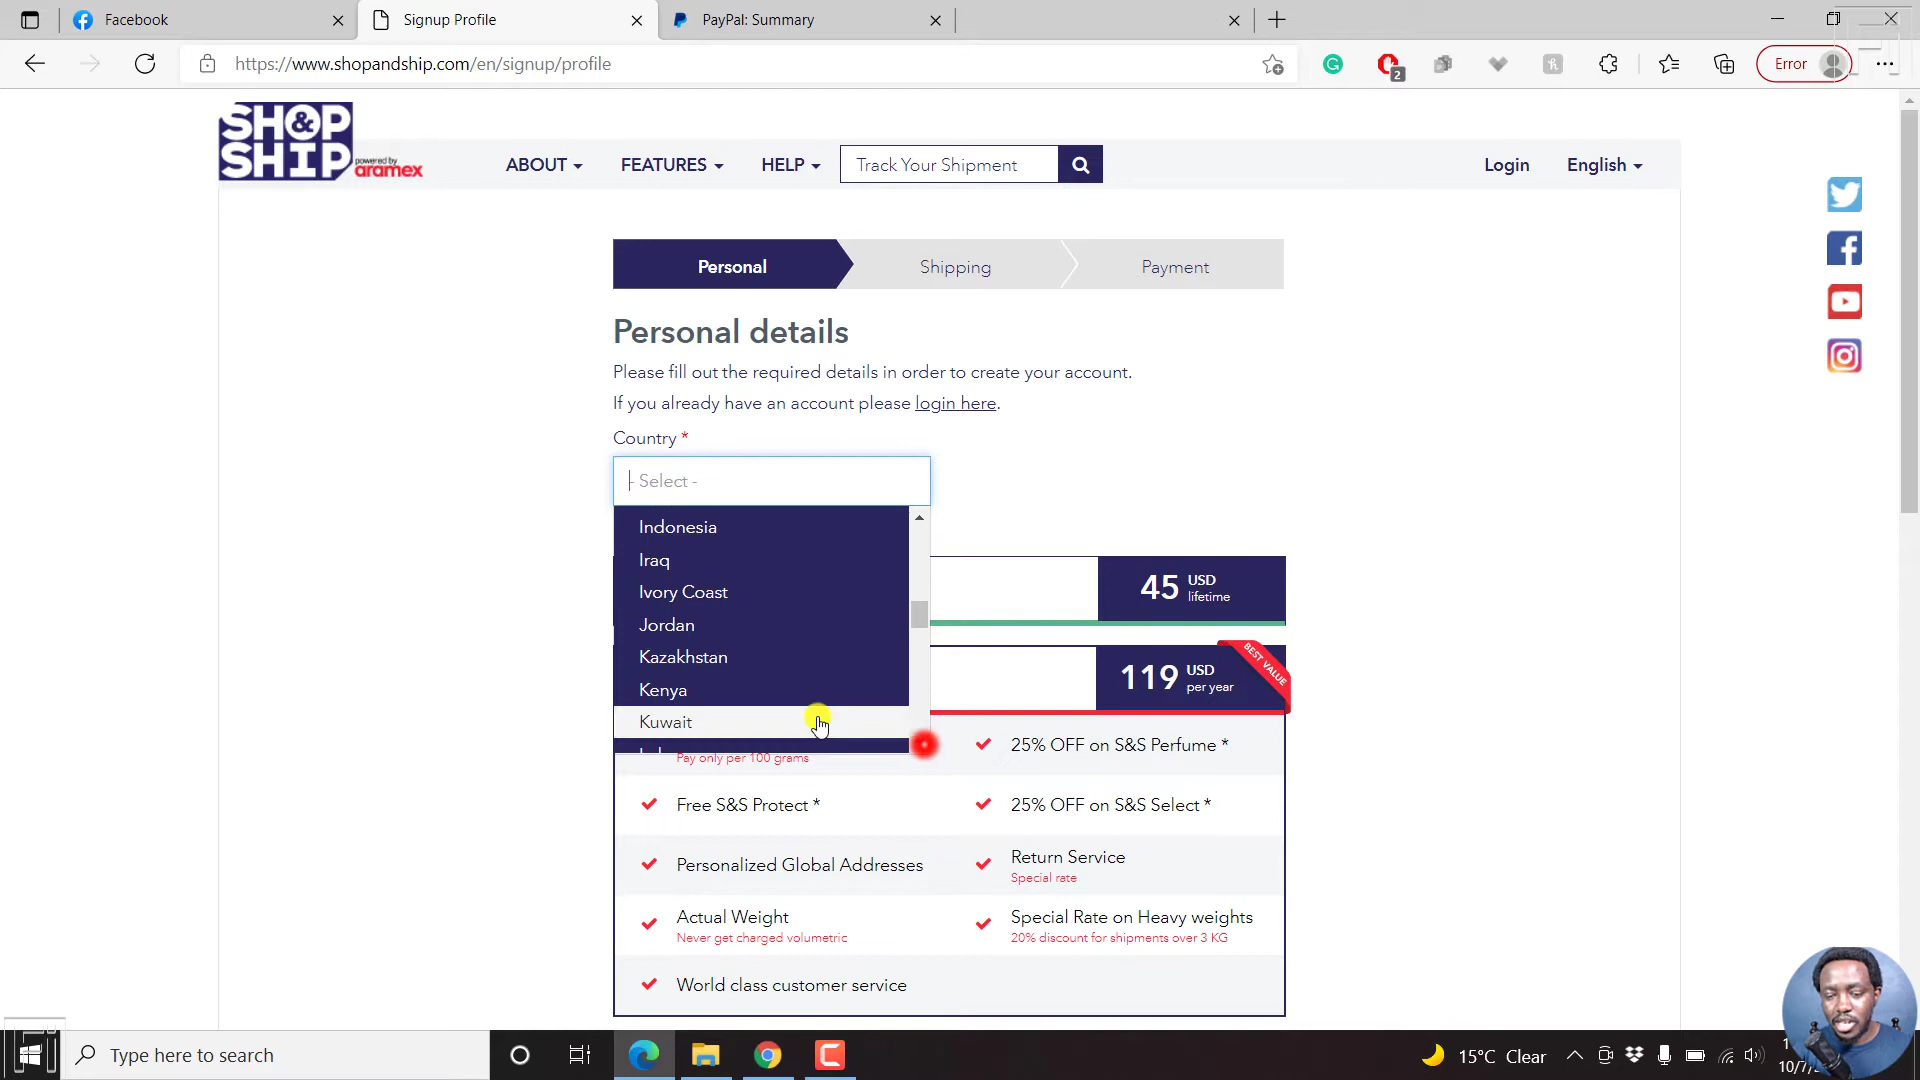 Facebook
Signup Profile
PayPal: Summary
https://www.shopandship.com/en/signup/profile
2
Error
SH&P
SHIP
powered by
aramex
ABOUT
FEATURES
HELP
Track Your Shipment
Login
English
Personal
Shipping
Payment
Personal details
Please fill out the required details in order to create your account.
If you already have an account please login here.
Country *
- Select -
Indonesia
Iraq
Ivory Coast
Jordan
Kazakhstan
Kenya
Kuwait
45 USD
lifetime
BEST VALUE
119 USD
per year
Pay only per 100 grams
25% OFF on S&S Perfume *
Free S&S Protect *
25% OFF on S&S Select *
Personalized Global Addresses
Return Service
Special rate
Actual Weight
Never get charged volumetric
Special Rate on Heavy weights
20% discount for shipments over 3 KG
World class customer service
Type here to search
15°C Clear